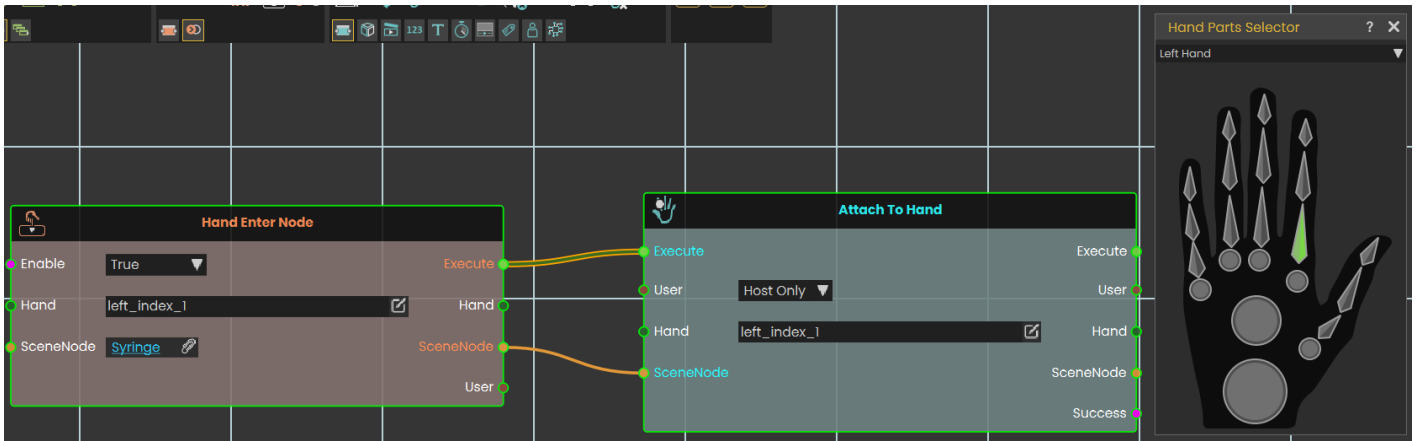 123 T
Hand Parts Selector ?
Left Hand
Hand Enter Node
Enable True Execute
Hand left_index_1 Hand
SceneNode Syringe SceneNode
User
Attach To Hand
Execute Execute
User Host Only User
Hand left_index_1 Hand
SceneNode SceneNode
Success